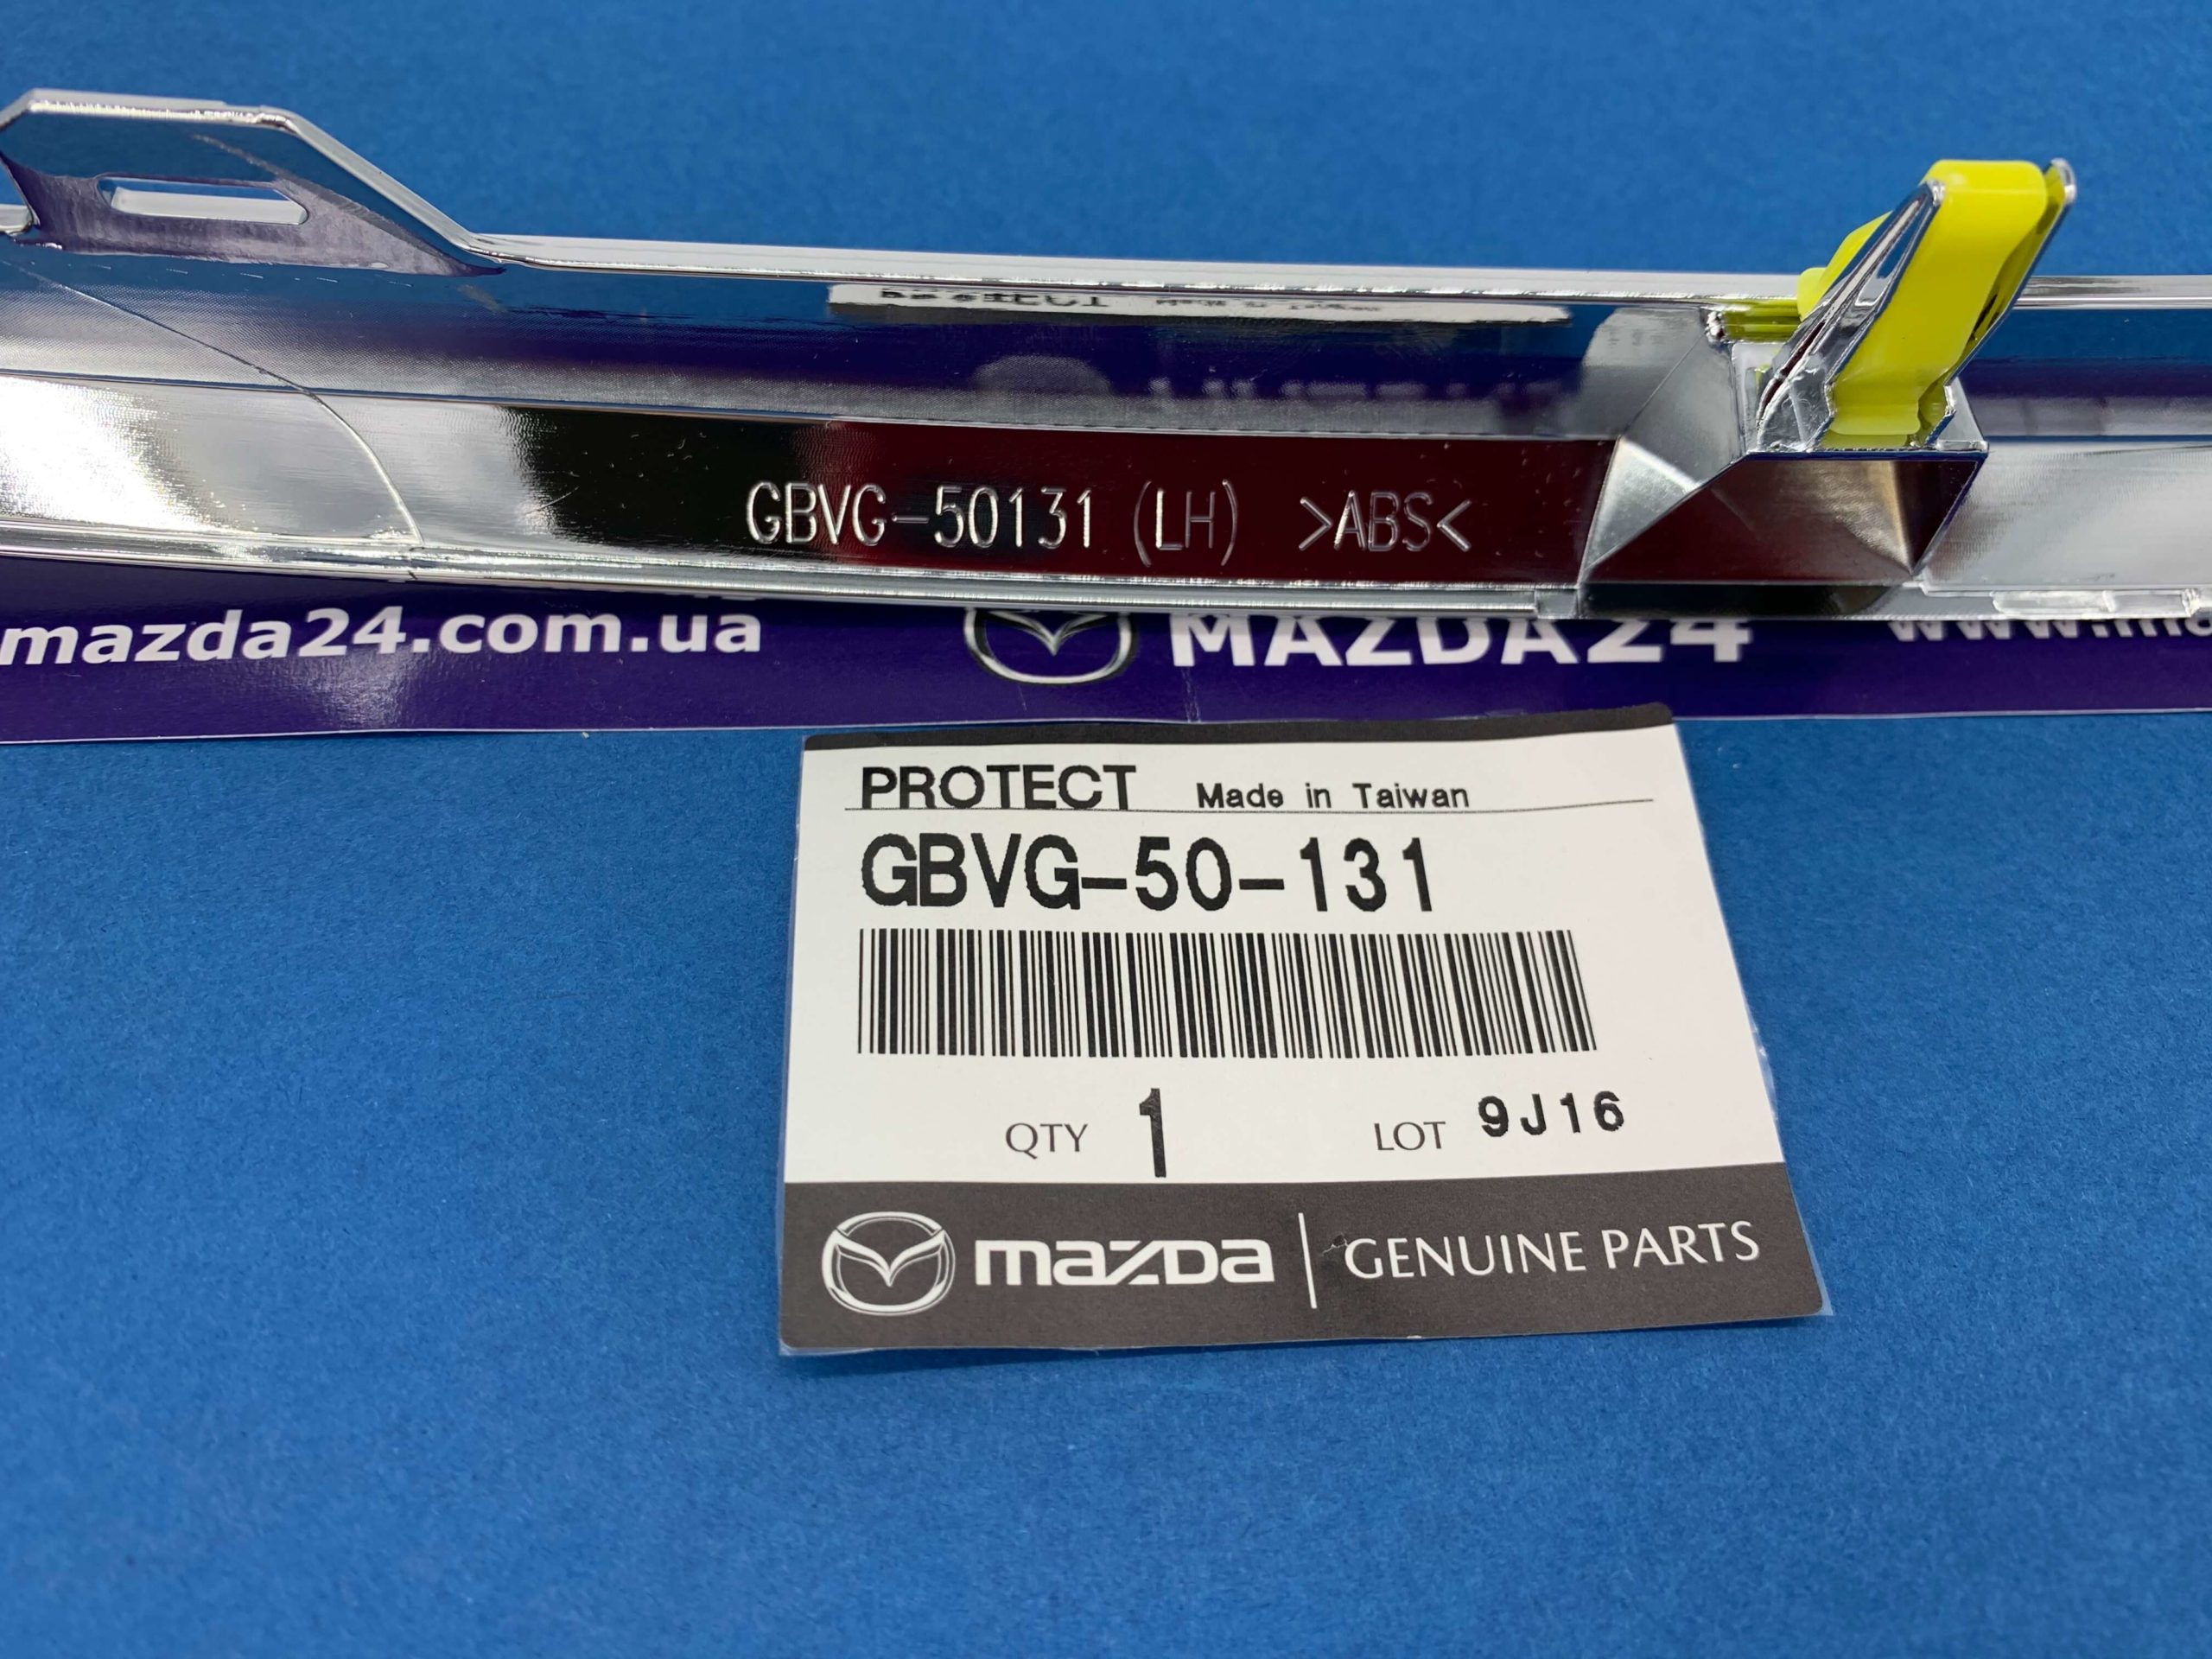 GBVG-50131 (LH) >ABS<
mazda24.com.ua
MAZDA24
PROTECT Made in Taiwan
GBVG-50-131
QTY 1 LOT 9J16
mazda GENUINE PARTS